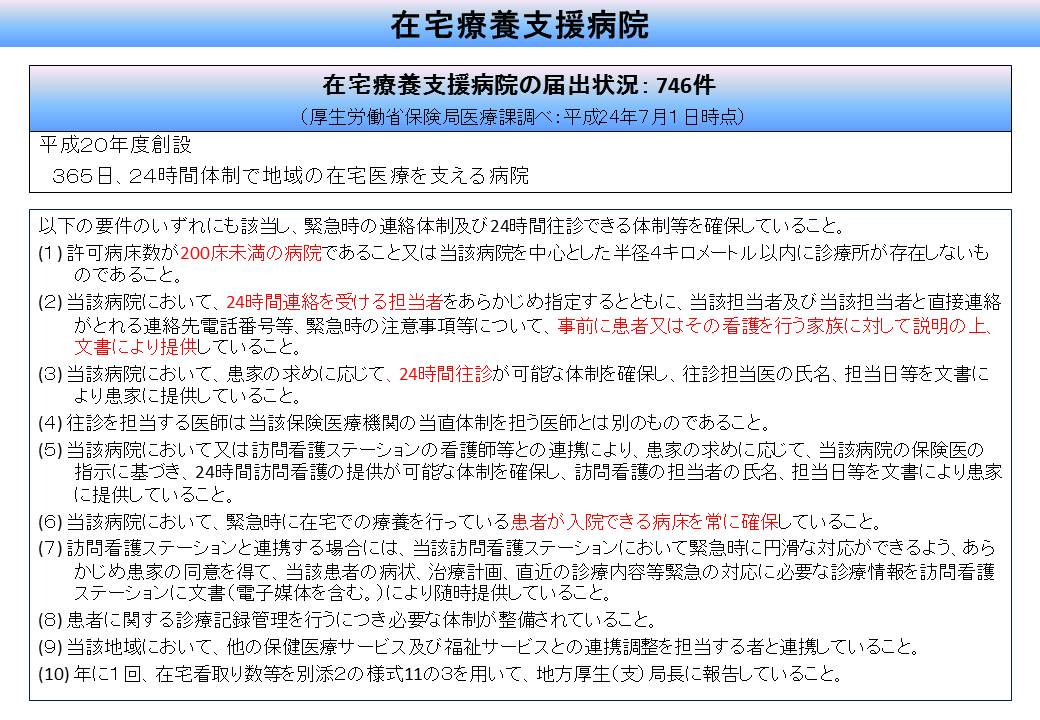 在宅療養支援病院
在宅療養支援病院の届出状況：746件
（厚生労働省保険局医療課調べ：平成24年７月１日時点）
平成２０年度創設
３６５日、２４時間体制で地域の在宅医療を支える病院
以下の要件のいずれにも該当し、緊急時の連絡体制及び24時間往診できる体制等を確保していること。
(１) 許可病床数が200床未満の病院であること又は当該病院を中心とした半径４キロメートル以内に診療所が存在しないも
のであること。
(２) 当該病院において、24時間連絡を受ける担当者をあらかじめ指定するとともに、当該担当者及び当該担当者と直接連絡
がとれる連絡先電話番号等、緊急時の注意事項等について、事前に患者又はその看護を行う家族に対して説明の上、
文書により提供していること。
(３) 当該病院において、患家の求めに応じて、24時間往診が可能な体制を確保し、往診担当医の氏名、担当日等を文書に
より患家に提供していること。
(４) 往診を担当する医師は当該保険医療機関の当直体制を担う医師とは別のものであること。
(５) 当該病院において又は訪問看護ステーションの看護師等との連携により、患家の求めに応じて、当該病院の保険医の
指示に基づき、24時間訪問看護の提供が可能な体制を確保し、訪問看護の担当者の氏名、担当日等を文書により患家
に提供していること。
(６) 当該病院において、緊急時に在宅での療養を行っている患者が入院できる病床を常に確保していること。
(７) 訪問看護ステーションと連携する場合には、当該訪問看護ステーションにおいて緊急時に円滑な対応ができるよう、あら
かじめ患家の同意を得て、当該患者の病状、治療計画、直近の診療内容等緊急の対応に必要な診療情報を訪問看護
ステーションに文書（電子媒体を含む。）により随時提供していること。
(８) 患者に関する診療記録管理を行うにつき必要な体制が整備されていること。
(９) 当該地域において、他の保健医療サービス及び福祉サービスとの連携調整を担当する者と連携していること。
(10) 年に１回、在宅看取り数等を別添２の様式11の３を用いて、地方厚生（支）局長に報告していること。